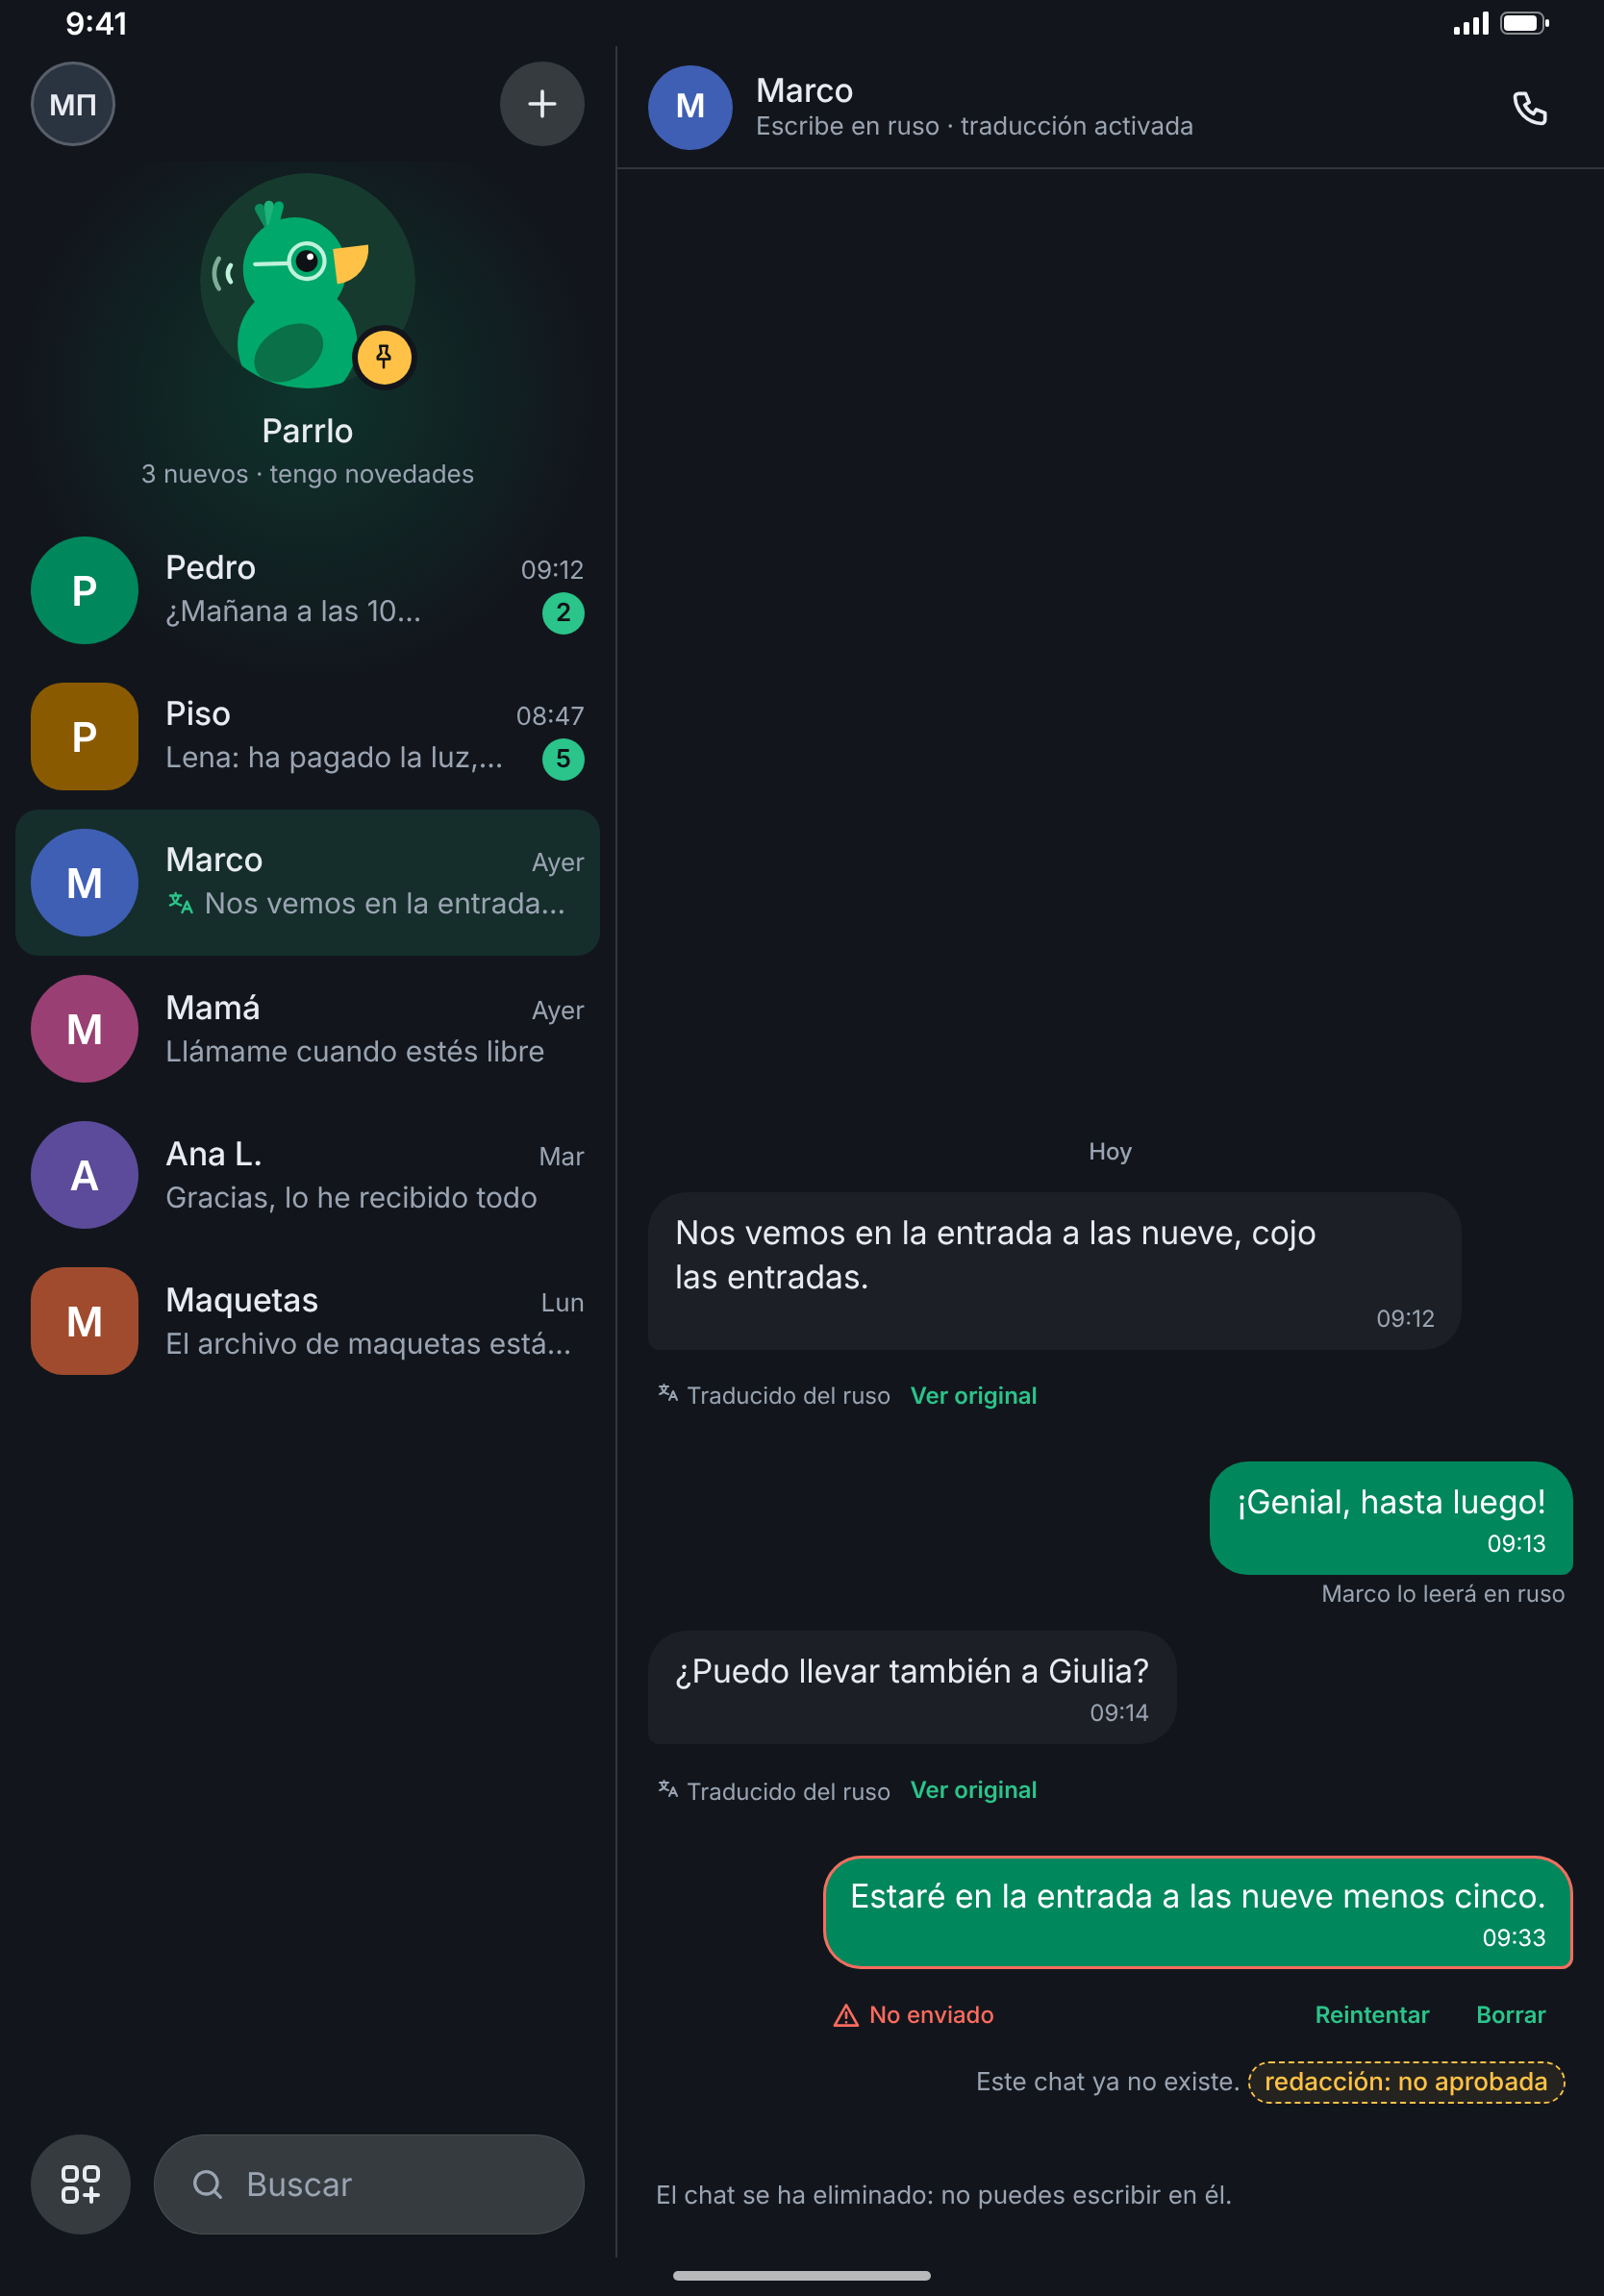 9:41
МП
Parrlo
3 nuevos · tengo novedades
P
Pedro
09:12
¿Mañana a las 10...
2
P
Piso
08:47
Lena: ha pagado la luz,...
5
M
Marco
Ayer
Nos vemos en la entrada...
M
Mamá
Ayer
Llámame cuando estés libre
A
Ana L.
Mar
Gracias, lo he recibido todo
M
Maquetas
Lun
El archivo de maquetas está...
Buscar
M
Marco
Escribe en ruso · traducción activada
Hoy
Nos vemos en la entrada a las nueve, cojo
las entradas.
09:12
Traducido del ruso Ver original
¡Genial, hasta luego!
09:13
Marco lo leerá en ruso
¿Puedo llevar también a Giulia?
09:14
Traducido del ruso Ver original
Estaré en la entrada a las nueve menos cinco.
09:33
No enviado Reintentar Borrar
Este chat ya no existe. redacción: no aprobada
El chat se ha eliminado: no puedes escribir en él.